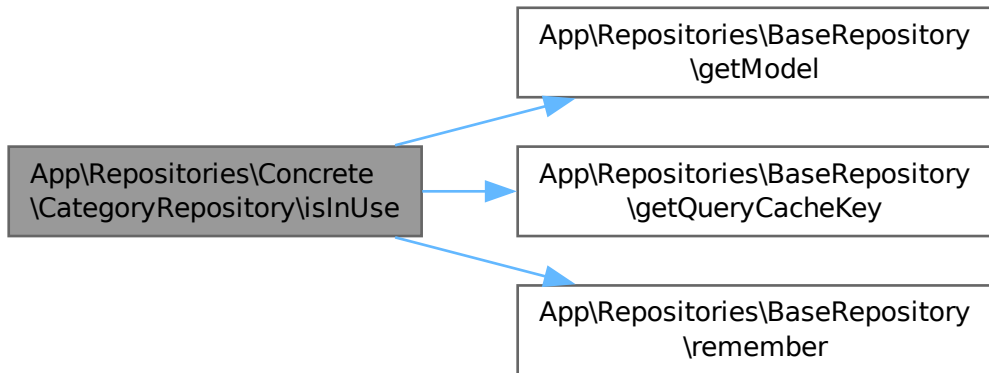 App\Repositories\BaseRepository
\getModel
App\Repositories\Concrete
\CategoryRepository\isInUse
App\Repositories\BaseRepository
\getQueryCacheKey
App\Repositories\BaseRepository
\remember